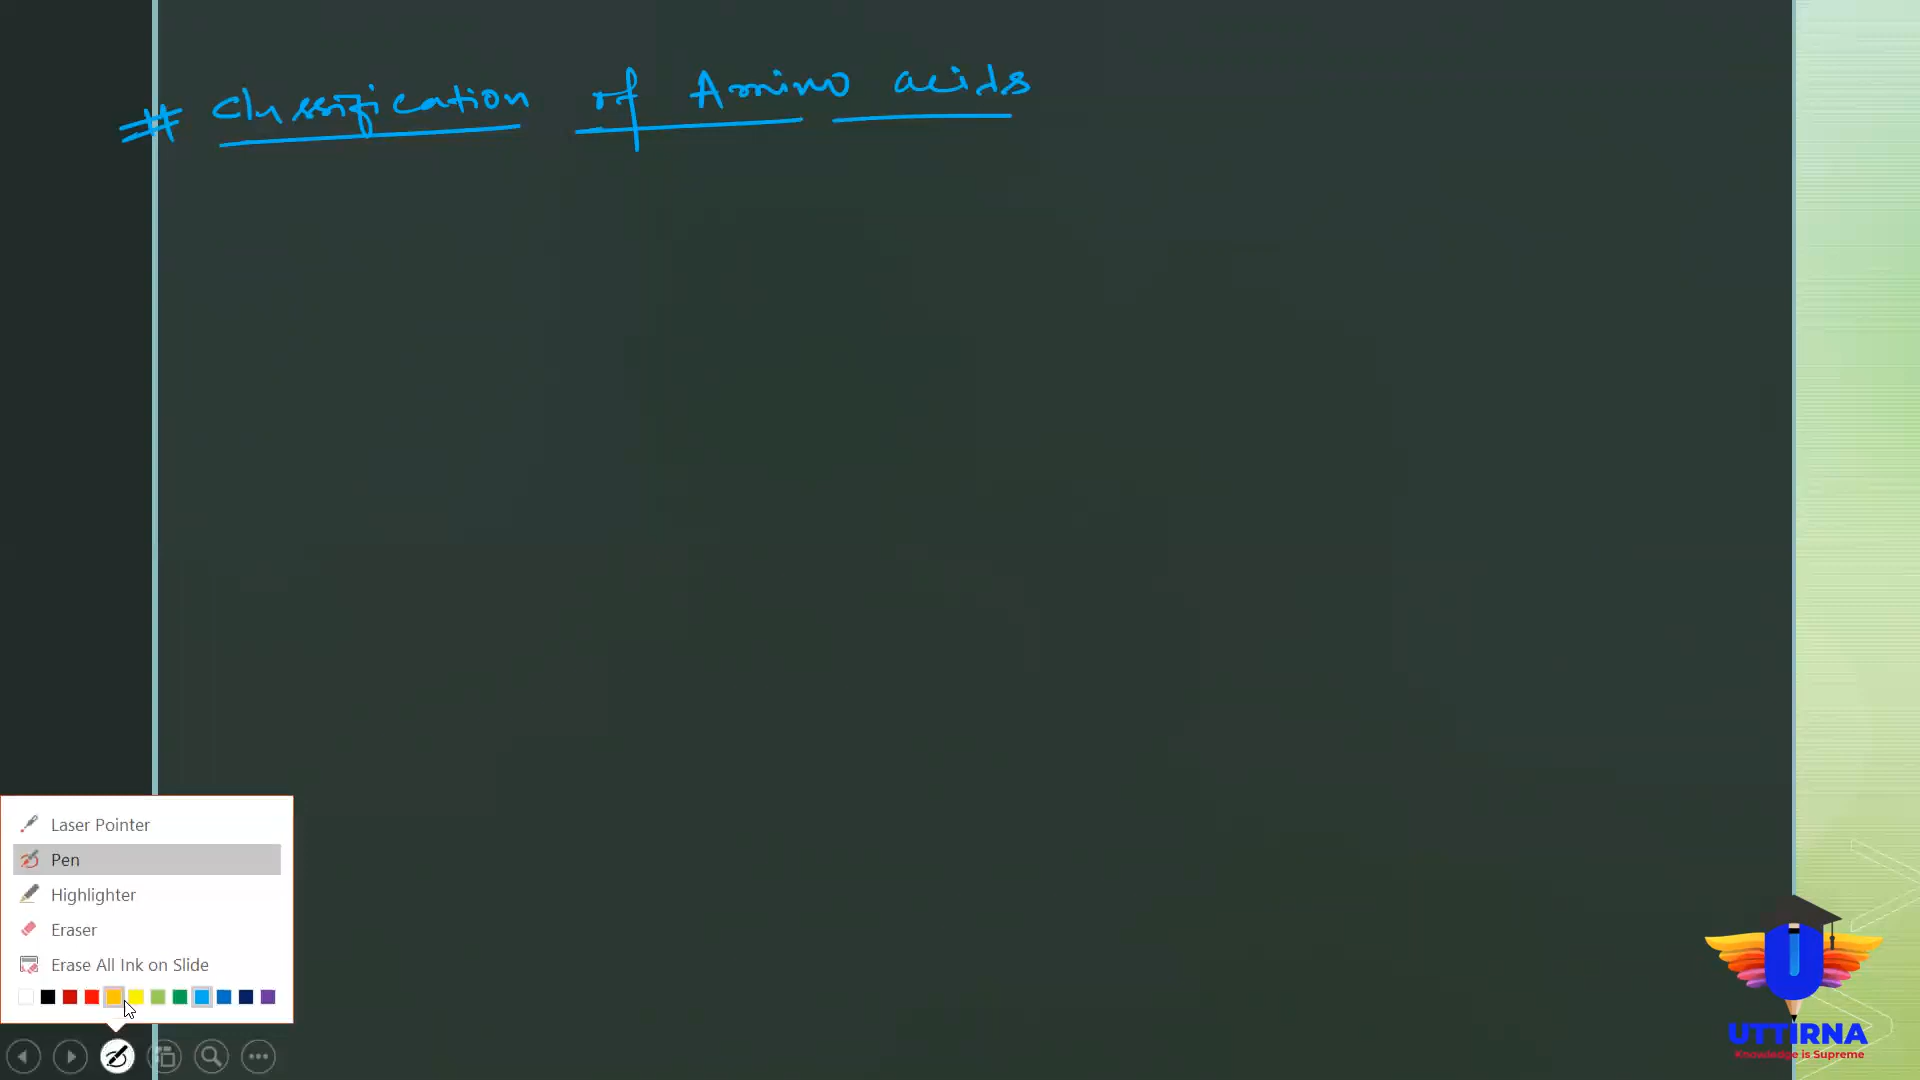 # Classification of Amino acids
Laser Pointer
Pen
Highlighter
Eraser
Erase All Ink on Slide
U
UTTIRNA
Knowledge is Supreme